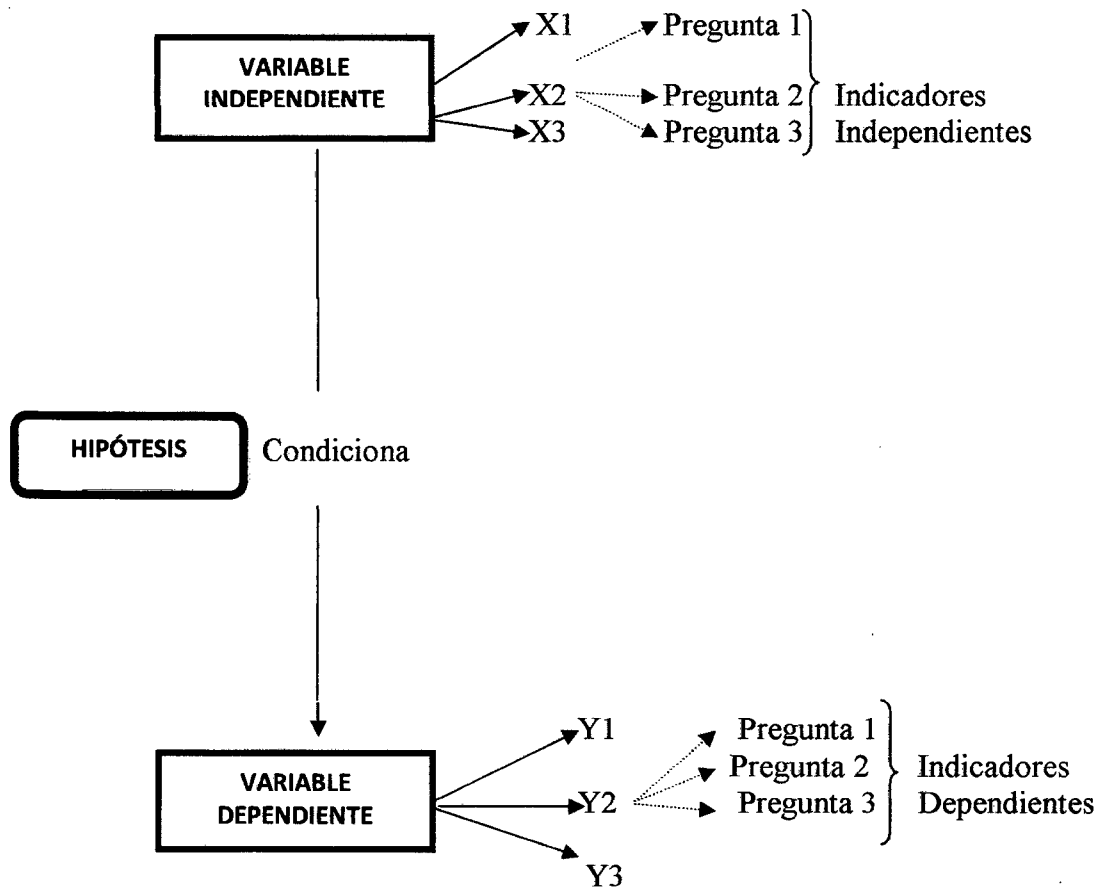 VARIABLE
INDEPENDIENTE
X1
X2
X3
Pregunta 1
Pregunta 2
Pregunta 3
Indicadores
Independientes
HIPÓTESIS
Condiciona
VARIABLE
DEPENDIENTE
Y1
Y2
Y3
Pregunta 1
Pregunta 2
Pregunta 3
Indicadores
Dependientes